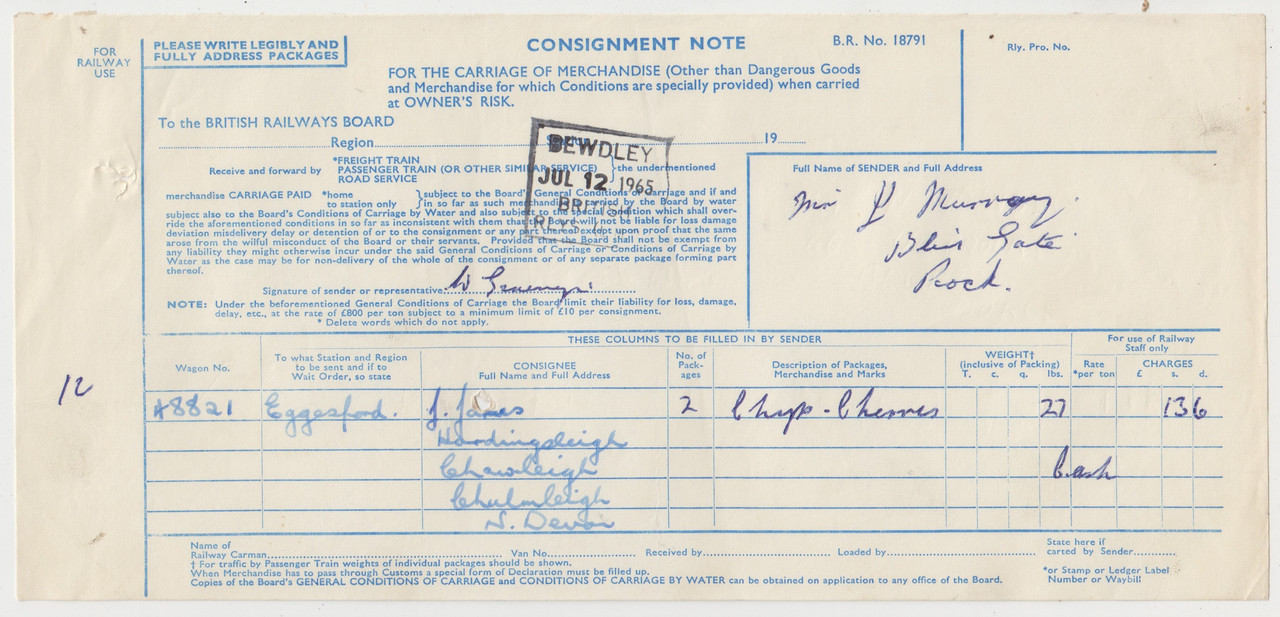 FOR
RAILWAY
USE
PLEASE WRITE LEGIBLY AND
FULLY ADDRESS PACKAGES
CONSIGNMENT NOTE
B.R. No. 18791
Rly. Pro. No.
FOR THE CARRIAGE OF MERCHANDISE (Other than Dangerous Goods
and Merchandise for which Conditions are specially provided) when carried
at OWNER'S RISK.
To the BRITISH RAILWAYS BOARD
Region 19
BEWDLEY
JUL 12 1965
BRITISH
RLYS
Receive and forward by
*FREIGHT TRAIN
PASSENGER TRAIN (OR OTHER SIMILAR SERVICE)
ROAD SERVICE
the undermentioned
merchandise CARRIAGE PAID *home
to station only
subject to the Board's General Conditions of Carriage and if and
in so far as such merchandise is carried by the Board by water
subject also to the Board's Conditions of Carriage by Water and also subject to the special condition which shall over-
ride the aforementioned conditions in so far as inconsistent with them that the Board will not be liable for loss damage
deviation misdelivery delay or detention of or to the consignment or any part thereof except upon proof that the same
arose from the wilful misconduct of the Board or their servants. Provided that the Board shall not be exempt from
any liability they might otherwise incur under the said General Conditions of Carriage or Conditions of Carriage by
Water as the case may be for non-delivery of the whole of the consignment or of any separate package forming part
thereof.
Signature of sender or representative W
NOTE: Under the beforementioned General Conditions of Carriage the Board limit their liability for loss, damage,
delay, etc., at the rate of £800 per ton subject to a minimum limit of £10 per consignment.
* Delete words which do not apply.
Full Name of SENDER and Full Address
Murray
Gate
Rock.
THESE COLUMNS TO BE FILLED IN BY SENDER
For use of Railway
Staff only
Wagon No.
To what Station and Region
to be sent and if to
Wait Order, so state
CONSIGNEE
Full Name and Full Address
No. of
Pack-
ages
Description of Packages,
Merchandise and Marks
WEIGHT†
(inclusive of Packing)
T. c. q. lbs.
Rate
*per ton
CHARGES
£ s. d.
12
48821 Eggesford. J. James 2 Chips - Cherries 27 13 6
Hardingsleigh
Chawleigh Cash
Chulmleigh
N. Devon
Name of
Railway Carman Van No. Received by Loaded by
State here if
carted by Sender
† For traffic by Passenger Train weights of individual packages should be shown.
When Merchandise has to pass through Customs a special form of Declaration must be filled up.
Copies of the Board's GENERAL CONDITIONS OF CARRIAGE and CONDITIONS OF CARRIAGE BY WATER can be obtained on application to any office of the Board.
*or Stamp or Ledger Label
Number or Waybill